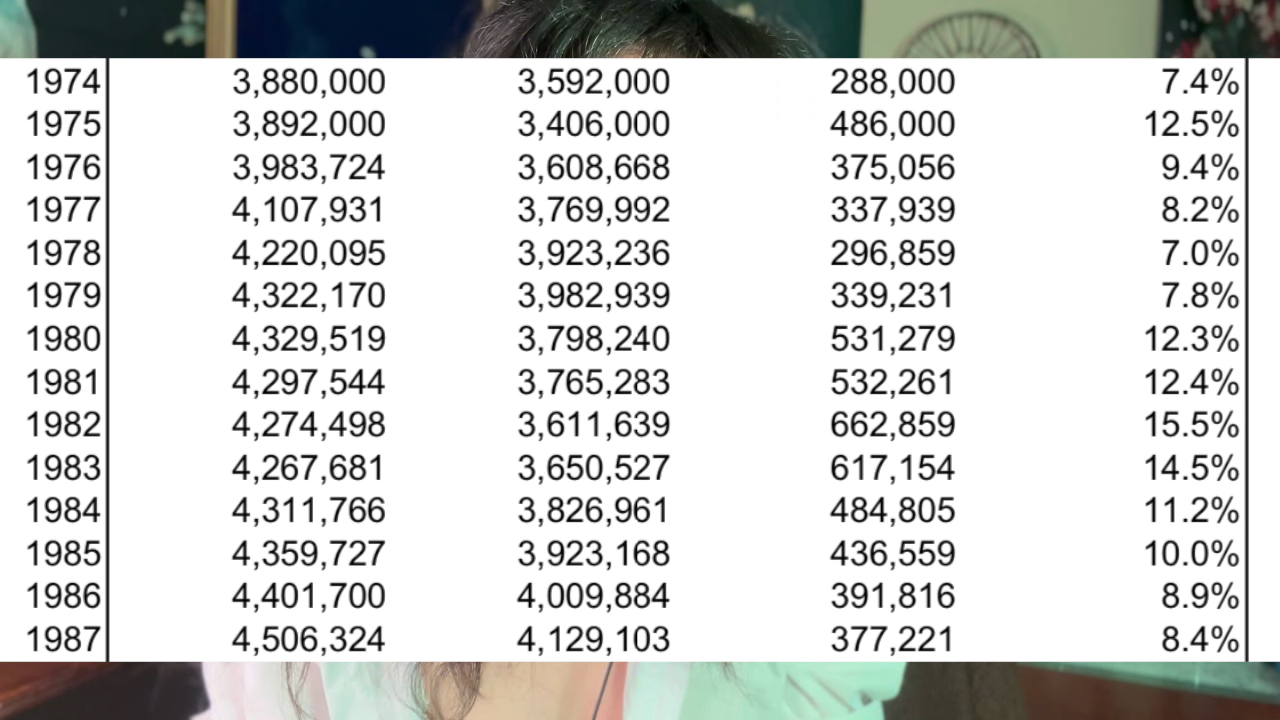 1974 3,880,000 3,592,000 288,000 7.4%
1975 3,892,000 3,406,000 486,000 12.5%
1976 3,983,724 3,608,668 375,056 9.4%
1977 4,107,931 3,769,992 337,939 8.2%
1978 4,220,095 3,923,236 296,859 7.0%
1979 4,322,170 3,982,939 339,231 7.8%
1980 4,329,519 3,798,240 531,279 12.3%
1981 4,297,544 3,765,283 532,261 12.4%
1982 4,274,498 3,611,639 662,859 15.5%
1983 4,267,681 3,650,527 617,154 14.5%
1984 4,311,766 3,826,961 484,805 11.2%
1985 4,359,727 3,923,168 436,559 10.0%
1986 4,401,700 4,009,884 391,816 8.9%
1987 4,506,324 4,129,103 377,221 8.4%